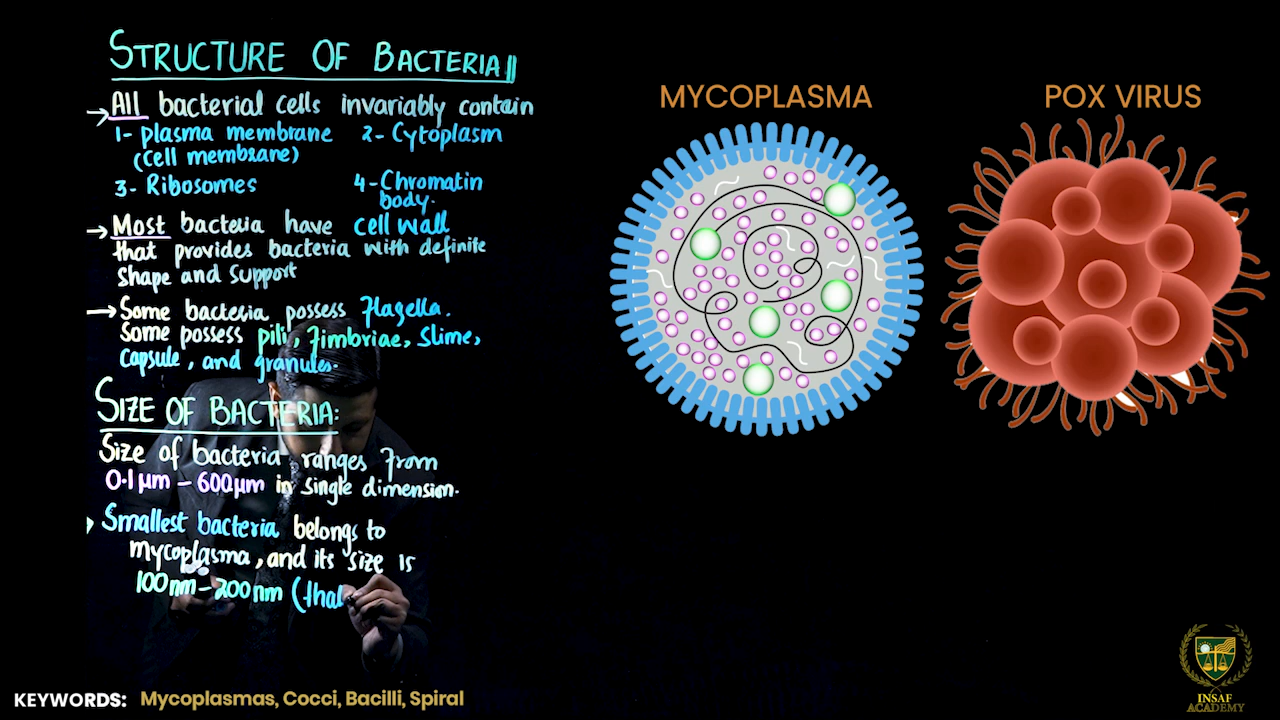 STRUCTURE OF BACTERIA
→ All bacterial cells invariably contain
1- plasma membrane 2- Cytoplasm
(cell membrane)
3- Ribosomes 4- Chromatin
body.
→ Most bacteria have cell wall
that provides bacteria with definite
shape and support
→ Some bacteria possess flagella.
Some possess pili, fimbriae, slime,
capsule, and granules.
SIZE OF BACTERIA:
Size of bacteria ranges from
0.1 μm – 600μm in single dimension.
Smallest bacteria belongs to
mycoplasma, and its size is
100nm – 200nm (that
MYCOPLASMA
POX VIRUS
KEYWORDS: Mycoplasmas, Cocci, Bacilli, Spiral
INSAF
ACADEMY